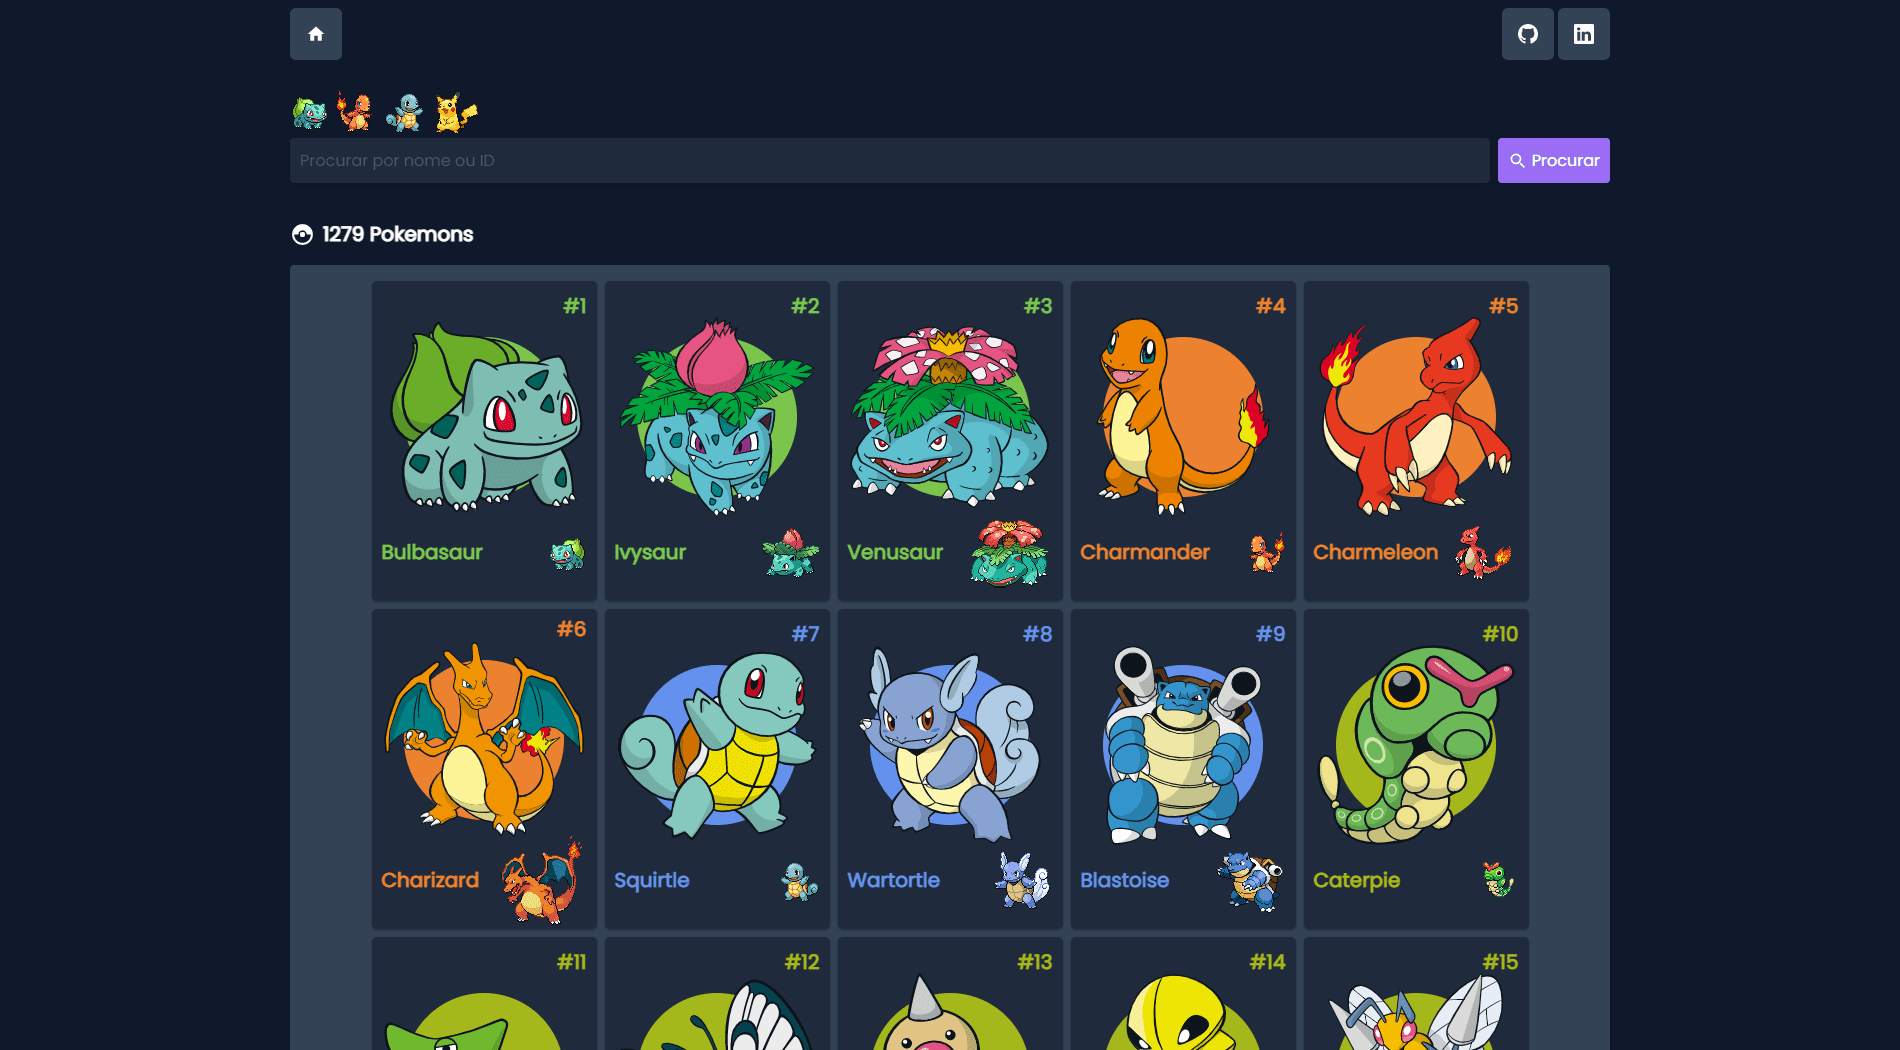 Procurar por nome ou ID
Procurar
1279 Pokemons
#1
#2
#3
#4
#5
Bulbasaur
Ivysaur
Venusaur
Charmander
Charmeleon
#6
#7
#8
#9
#10
Charizard
Squirtle
Wartortle
Blastoise
Caterpie
#11
#12
#13
#14
#15